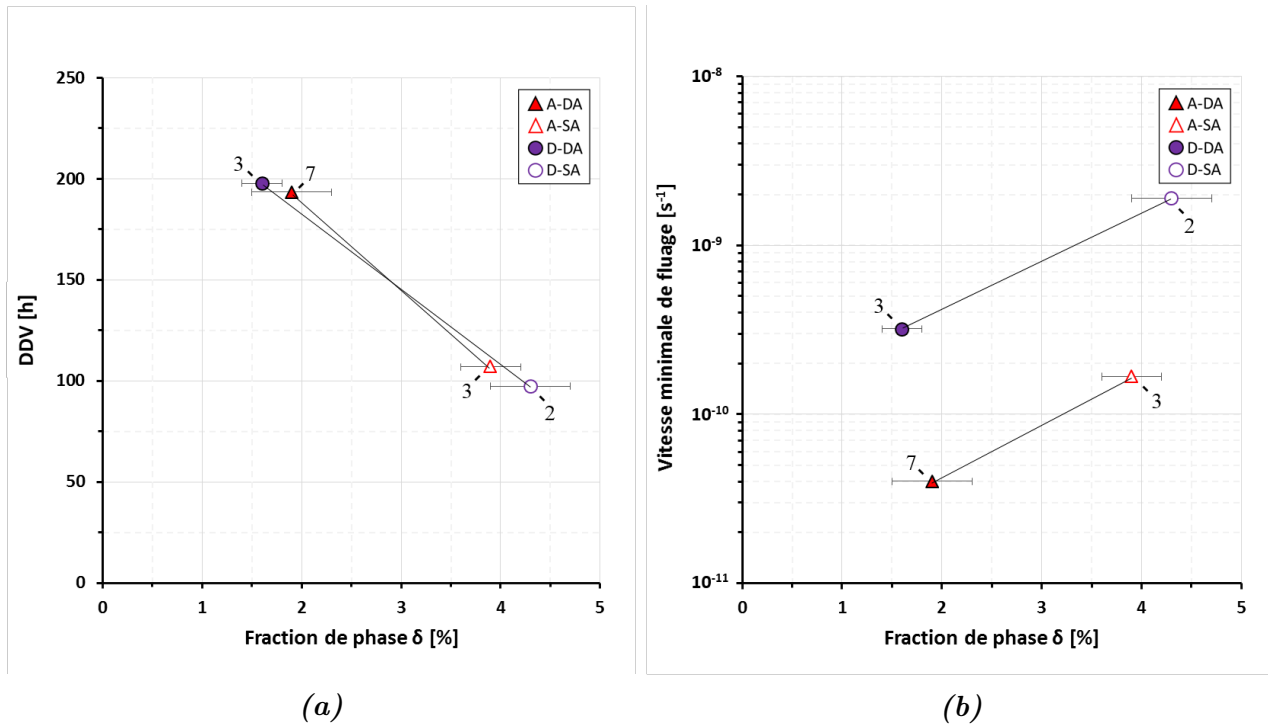 250
200
150
100
50
0
0 1 2 3 4 5
DDV [h]
Fraction de phase δ [%]
A-DA
A-SA
D-DA
D-SA
3
7
3
2
(a)
10⁻⁸
10⁻⁹
10⁻¹⁰
10⁻¹¹
0 1 2 3 4 5
Vitesse minimale de fluage [s⁻¹]
Fraction de phase δ [%]
A-DA
A-SA
D-DA
D-SA
2
3
3
7
(b)